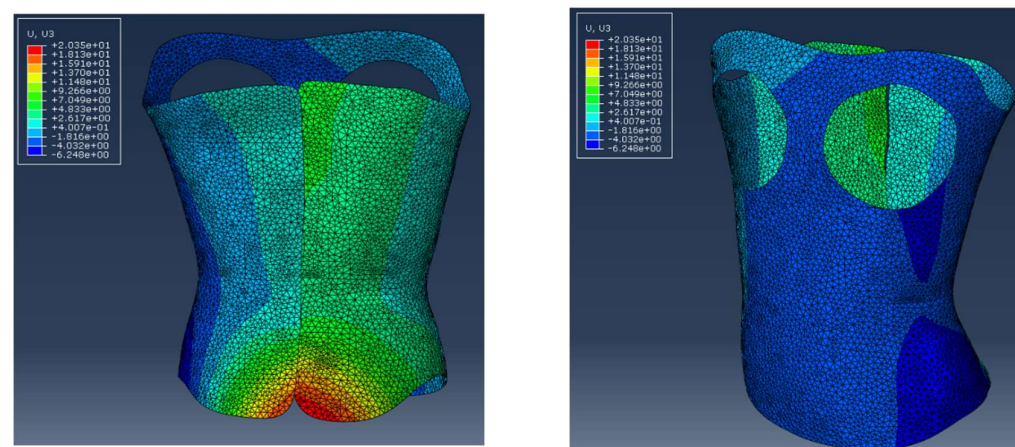 U, U3
+2.035e+01
+1.813e+01
+1.591e+01
+1.370e+01
+1.148e+01
+9.266e+00
+7.049e+00
+4.833e+00
+2.617e+00
+4.007e-01
-1.816e+00
-4.032e+00
-6.248e+00
U, U3
+2.035e+01
+1.813e+01
+1.591e+01
+1.370e+01
+1.148e+01
+9.266e+00
+7.049e+00
+4.833e+00
+2.617e+00
+4.007e-01
-1.816e+00
-4.032e+00
-6.248e+00